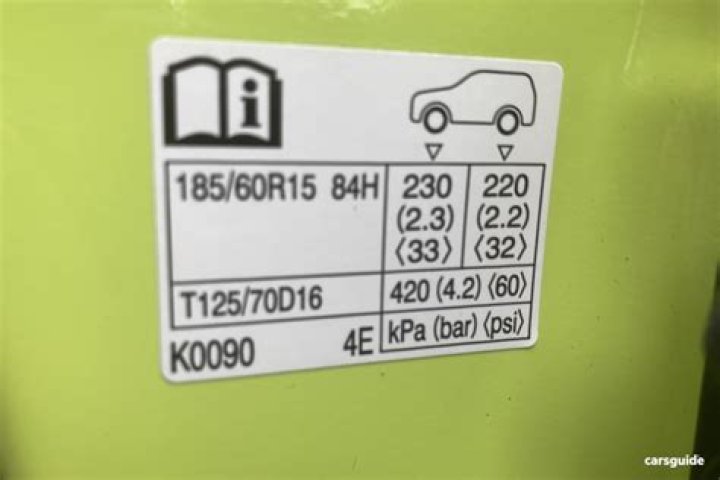 i
185/60R15 84H 230 220
(2.3) (2.2)
⟨33⟩ ⟨32⟩
T125/70D16 420 (4.2) ⟨60⟩
K0090 4E kPa (bar) ⟨psi⟩
carsguide